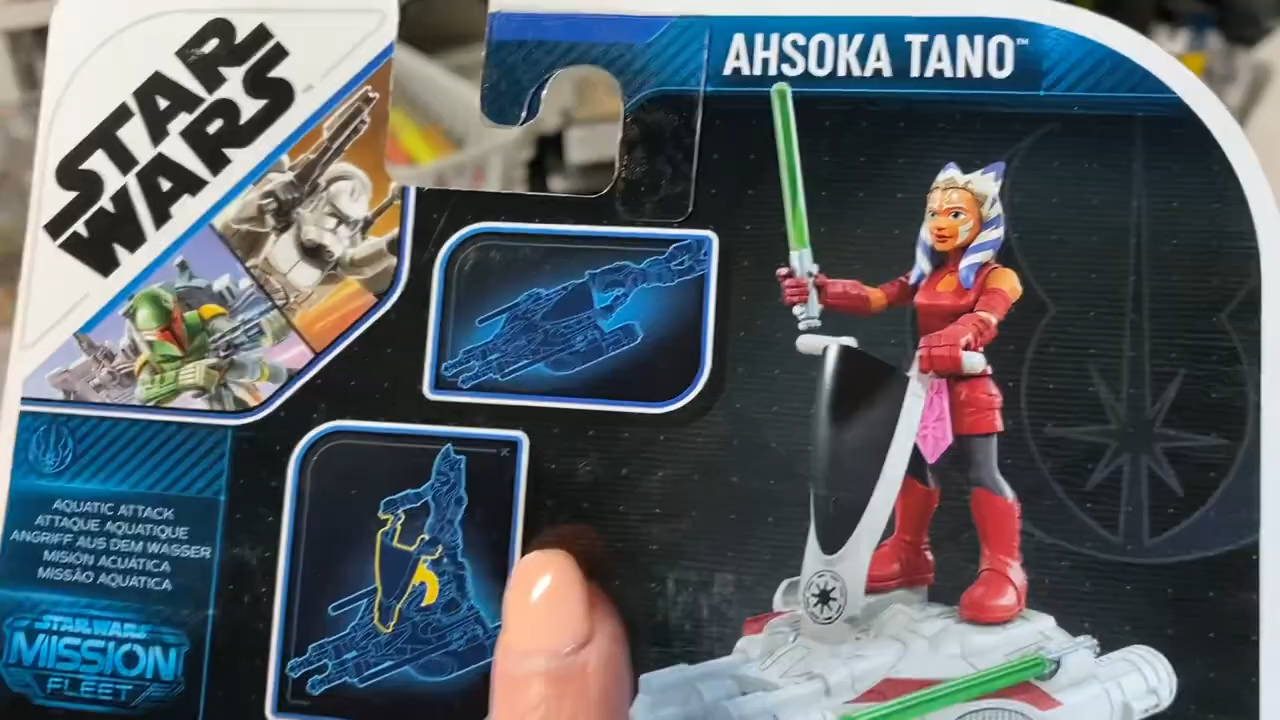 STAR
WARS
AHSOKA TANO™
AQUATIC ATTACK
ATTAQUE AQUATIQUE
ANGRIFF AUS DEM WASSER
MISIÓN ACUÁTICA
MISSÃO AQUÁTICA
STAR WARS
MISSION
FLEET